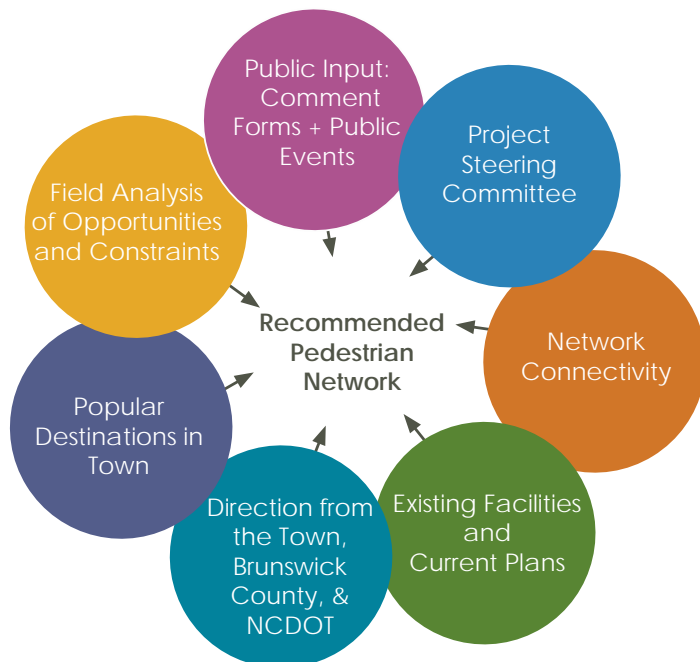 Public Input:
Comment
Forms + Public
Events
Project
Steering
Committee
Network
Connectivity
Existing Facilities
and
Current Plans
Direction from
the Town,
Brunswick
County, &
NCDOT
Popular
Destinations in
Town
Field Analysis
of Opportunities
and Constraints
Recommended
Pedestrian
Network